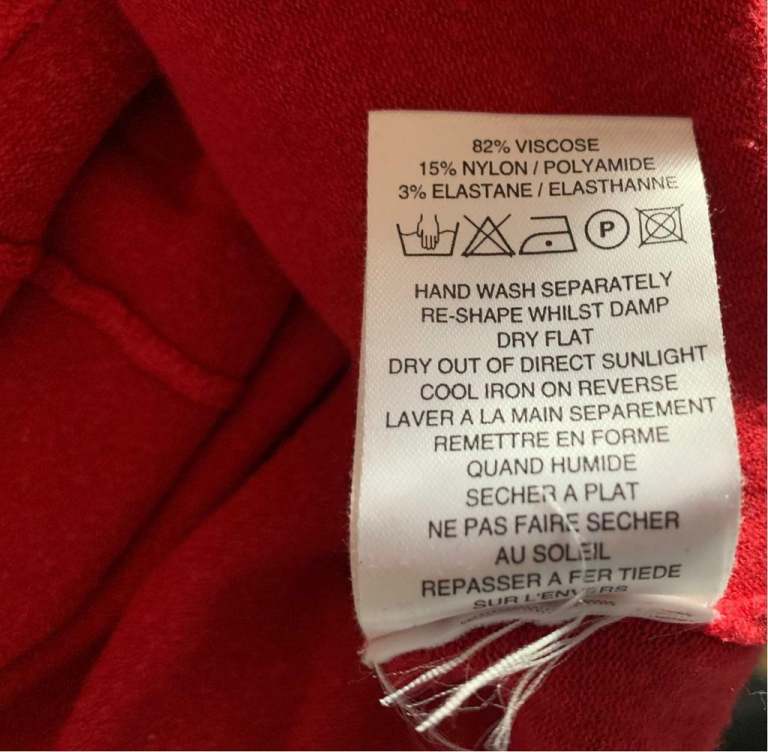 82% VISCOSE
15% NYLON / POLYAMIDE
3% ELASTANE / ELASTHANNE
P
HAND WASH SEPARATELY
RE-SHAPE WHILST DAMP
DRY FLAT
DRY OUT OF DIRECT SUNLIGHT
COOL IRON ON REVERSE
LAVER A LA MAIN SEPAREMENT
REMETTRE EN FORME
QUAND HUMIDE
SECHER A PLAT
NE PAS FAIRE SECHER
AU SOLEIL
REPASSER A FER TIEDE
SUR L'ENVERS